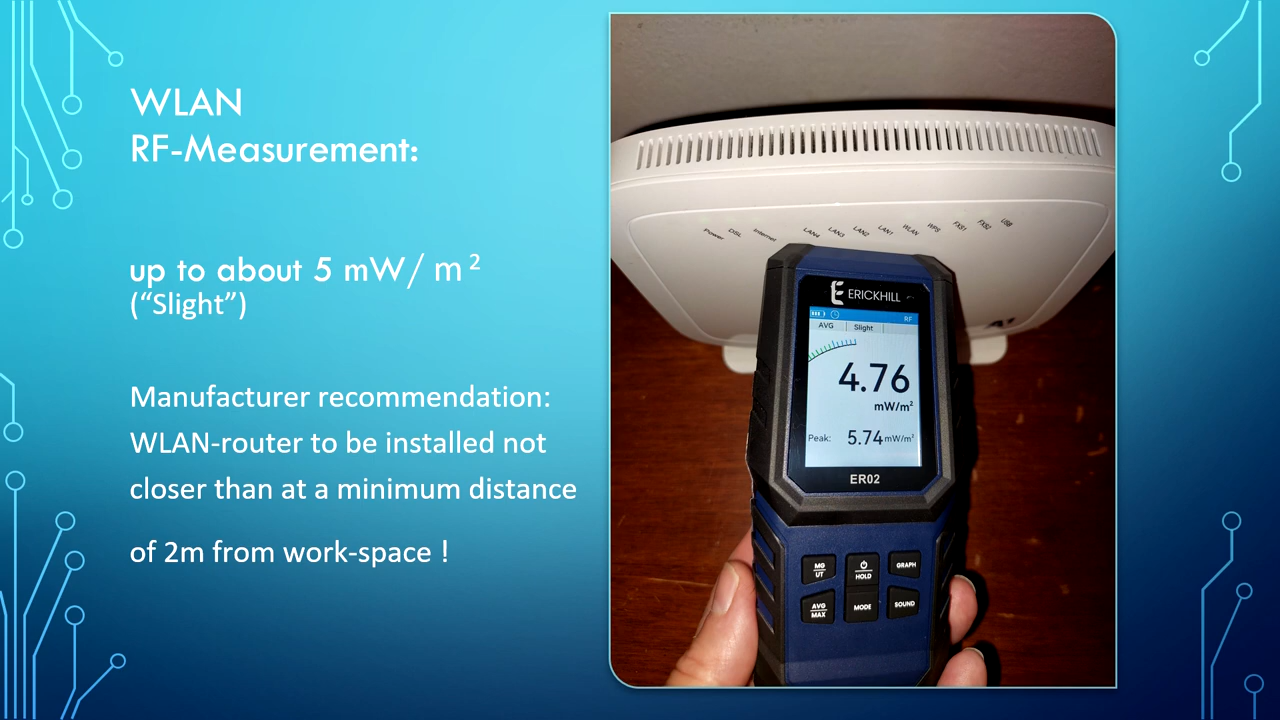 WLAN
RF-Measurement:
up to about 5 mW/ m²
(“Slight”)
Manufacturer recommendation:
WLAN-router to be installed not
closer than at a minimum distance
of 2m from work-space !
Power DSL Internet LAN4 LAN3 LAN2 LAN1 WLAN WPS FXS1 FXS2 USB
ERICKHILL
RF
AVG Slight
4.76
mW/m²
Peak: 5.74 mW/m²
ER02
MG
UT
HOLD
GRAPH
AVG
MAX
MODE
SOUND